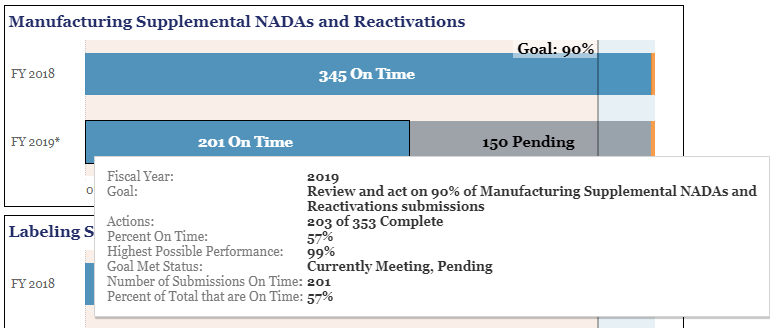 Manufacturing Supplemental NADAs and Reactivations
Goal: 90%
FY 2018
345 On Time
FY 2019*
201 On Time
150 Pending
0
Fiscal Year: 2019
Goal: Review and act on 90% of Manufacturing Supplemental NADAs and
Reactivations submissions
Actions: 203 of 353 Complete
Percent On Time: 57%
Highest Possible Performance: 99%
Goal Met Status: Currently Meeting, Pending
Number of Submissions On Time: 201
Percent of Total that are On Time: 57%
Labeling S
FY 2018